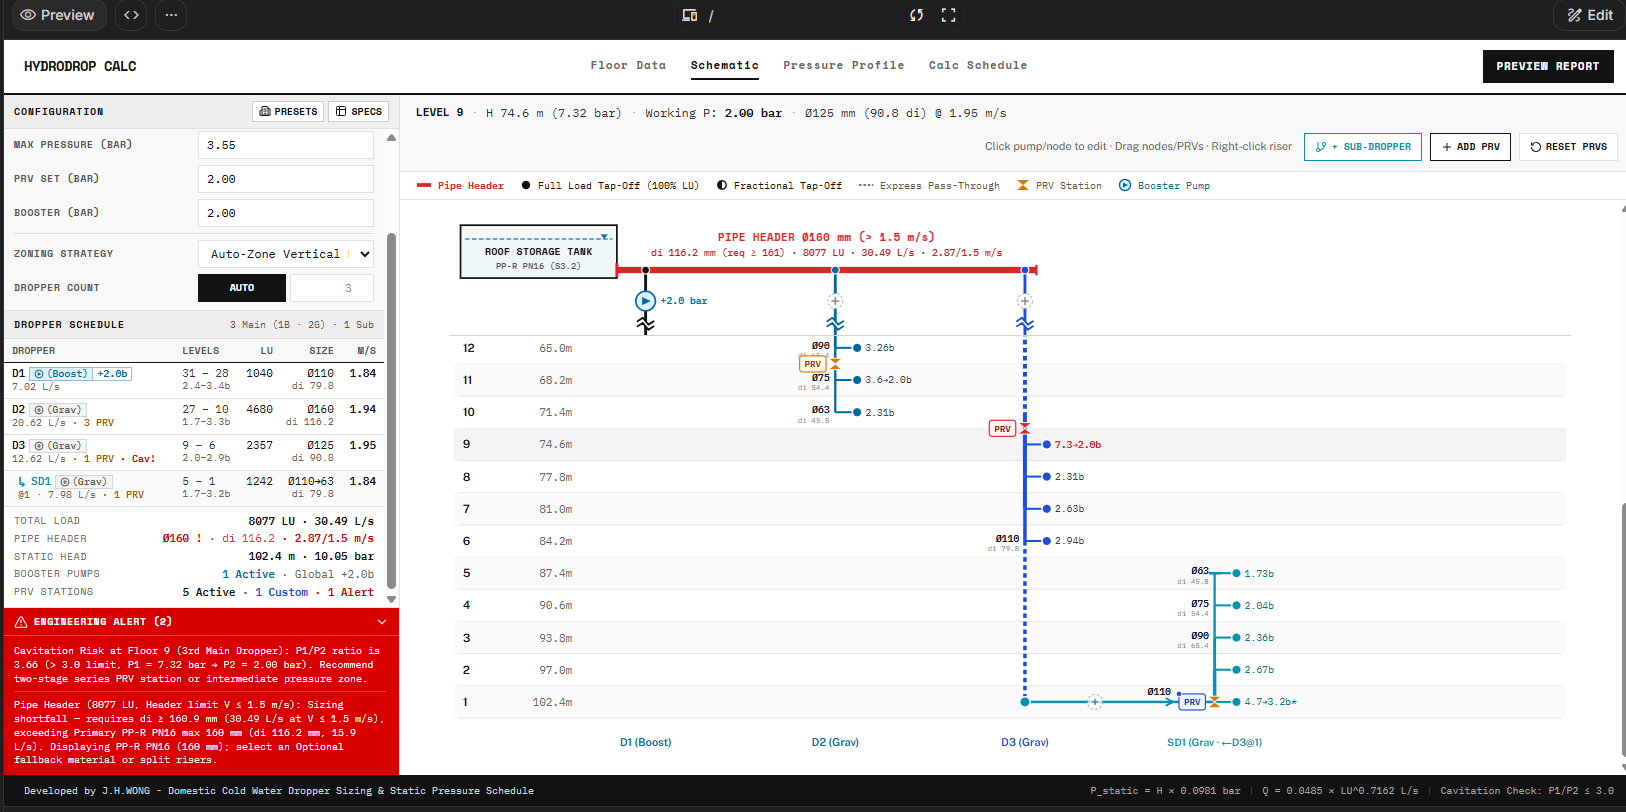 Preview
<>
...
/
Edit
HYDRODROP CALC
Floor Data
Schematic
Pressure Profile
Calc Schedule
PREVIEW REPORT
CONFIGURATION
PRESETS
SPECS
MAX PRESSURE (BAR)
3.55
PRV SET (BAR)
2.00
BOOSTER (BAR)
2.00
ZONING STRATEGY
Auto-Zone Vertical
DROPPER COUNT
AUTO
3
DROPPER SCHEDULE
3 Main (1B · 2G) · 1 Sub
DROPPER LEVELS LU SIZE M/S
D1 (Boost) +2.0b 31 – 28 1040 Ø110 1.84
7.02 L/s 2.4–3.4b di 79.8
D2 (Grav) 27 – 10 4680 Ø160 1.94
20.62 L/s · 3 PRV 1.7–3.3b di 116.2
D3 (Grav) 9 – 6 2357 Ø125 1.95
12.62 L/s · 1 PRV · Cav! 2.0–2.9b di 90.8
↳ SD1 (Grav) 5 – 1 1242 Ø110→63 1.84
@1 · 7.98 L/s · 1 PRV 1.7–3.2b di 79.8
TOTAL LOAD 8077 LU · 30.49 L/s
PIPE HEADER Ø160 ! · di 116.2 · 2.87/1.5 m/s
STATIC HEAD 102.4 m · 10.05 bar
BOOSTER PUMPS 1 Active · Global +2.0b
PRV STATIONS 5 Active · 1 Custom · 1 Alert
ENGINEERING ALERT (2)
Cavitation Risk at Floor 9 (3rd Main Dropper): P1/P2 ratio is
3.66 (> 3.0 limit, P1 = 7.32 bar → P2 = 2.00 bar). Recommend
two-stage series PRV station or intermediate pressure zone.
Pipe Header (8077 LU, Header limit V ≤ 1.5 m/s): Sizing
shortfall – requires di ≥ 160.9 mm (30.49 L/s at V ≤ 1.5 m/s),
exceeding Primary PP-R PN16 max 160 mm (di 116.2 mm, 15.9
L/s). Displaying PP-R PN16 (160 mm); select an Optional
fallback material or split risers.
LEVEL 9 · H 74.6 m (7.32 bar) · Working P: 2.00 bar · Ø125 mm (90.8 di) @ 1.95 m/s
Click pump/node to edit · Drag nodes/PRVs · Right-click riser
+ SUB-DROPPER
+ ADD PRV
RESET PRVS
Pipe Header
Full Load Tap-Off (100% LU)
Fractional Tap-Off
Express Pass-Through
PRV Station
Booster Pump
ROOF STORAGE TANK
PP-R PN16 (S3.2)
PIPE HEADER Ø160 mm (> 1.5 m/s)
di 116.2 mm (req ≥ 161) · 8077 LU · 30.49 L/s · 2.87/1.5 m/s
+2.0 bar
12 65.0m Ø90 3.26b
PRV
11 68.2m Ø75 3.6→2.0b
di 54.4
10 71.4m Ø63 2.31b
di 45.8
PRV
9 74.6m 7.3→2.0b
8 77.8m 2.31b
7 81.0m 2.63b
6 84.2m Ø110 2.94b
di 79.8
5 87.4m Ø63 1.73b
di 45.8
4 90.6m Ø75 2.04b
di 54.4
3 93.8m Ø90 2.36b
di 65.4
2 97.0m 2.67b
1 102.4m Ø110 PRV 4.7→3.2b*
D1 (Boost)
D2 (Grav)
D3 (Grav)
SD1 (Grav · ←D3@1)
Developed by J.H.WONG - Domestic Cold Water Dropper Sizing & Static Pressure Schedule
P_static = H × 0.0981 bar | Q = 0.0485 × LU^0.7162 L/s | Cavitation Check: P1/P2 ≤ 3.0